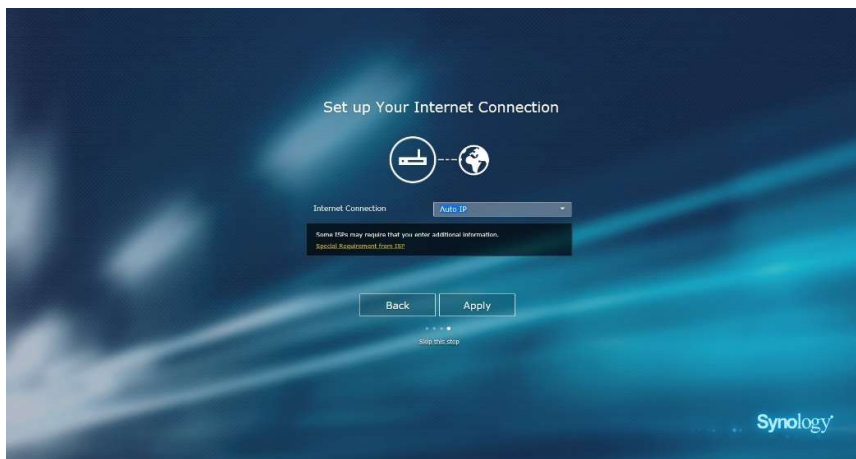 Set up Your Internet Connection
Internet Connection
Auto IP
Some ISPs may require that you enter additional information.
Special Requirement from ISP
Back
Apply
Skip this step
Synology